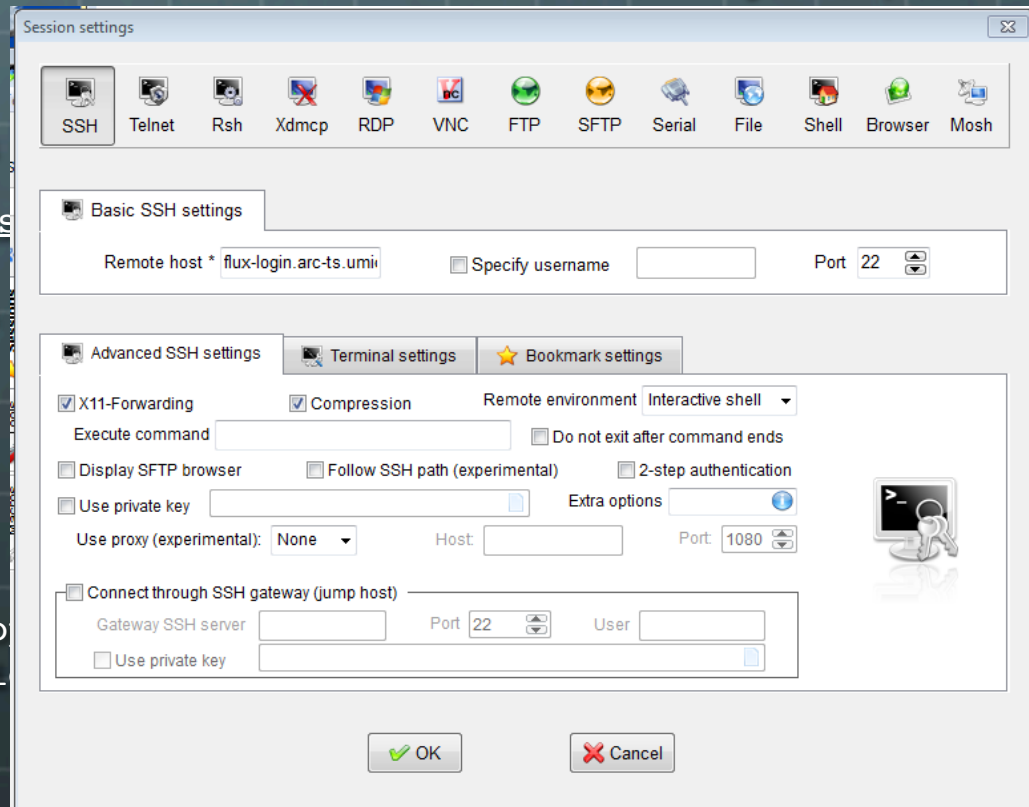 Session settings
SSH Telnet Rsh Xdmcp RDP VNC FTP SFTP Serial File Shell Browser Mosh
Basic SSH settings
Remote host * flux-login.arc-ts.umi
Specify username
Port 22
Advanced SSH settings Terminal settings Bookmark settings
X11-Forwarding Compression Remote environment Interactive shell
Execute command Do not exit after command ends
Display SFTP browser Follow SSH path (experimental) 2-step authentication
Use private key Extra options
Use proxy (experimental): None Host: Port: 1080
Connect through SSH gateway (jump host)
Gateway SSH server Port 22 User
Use private key
OK Cancel